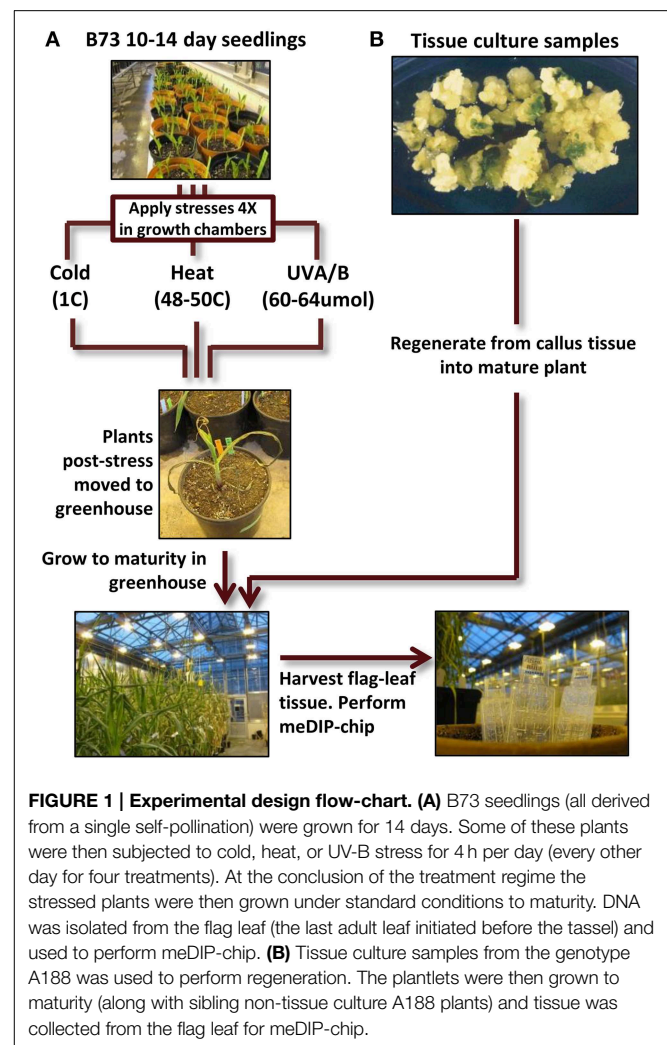 A B73 10-14 day seedlings
B Tissue culture samples
Apply stresses 4X
in growth chambers
Cold
(1C)
Heat
(48-50C)
UVA/B
(60-64umol)
Regenerate from callus tissue
into mature plant
Plants
post-stress
moved to
greenhouse
Grow to maturity in
greenhouse
Harvest flag-leaf
tissue. Perform
meDIP-chip
FIGURE 1 | Experimental design flow-chart. (A) B73 seedlings (all derived
from a single self-pollination) were grown for 14 days. Some of these plants
were then subjected to cold, heat, or UV-B stress for 4 h per day (every other
day for four treatments). At the conclusion of the treatment regime the
stressed plants were then grown under standard conditions to maturity. DNA
was isolated from the flag leaf (the last adult leaf initiated before the tassel) and
used to perform meDIP-chip. (B) Tissue culture samples from the genotype
A188 was used to perform regeneration. The plantlets were then grown to
maturity (along with sibling non-tissue culture A188 plants) and tissue was
collected from the flag leaf for meDIP-chip.